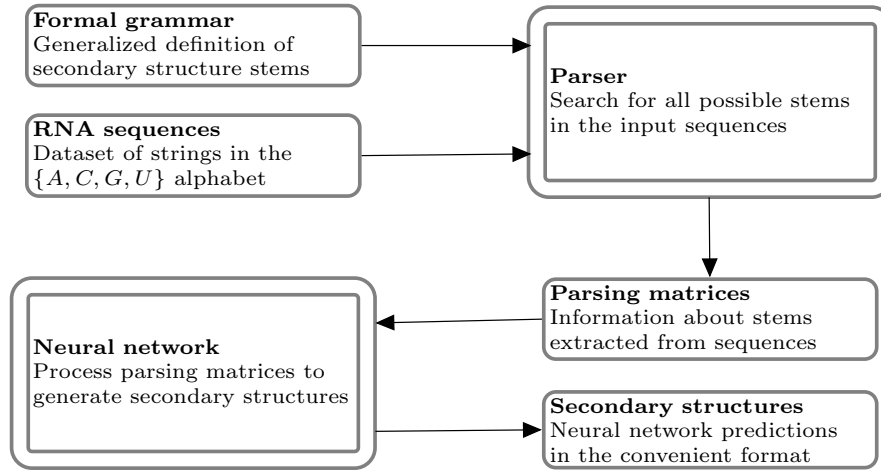 Formal grammar
Generalized definition of
secondary structure stems
RNA sequences
Dataset of strings in the
{A, C, G, U} alphabet
Parser
Search for all possible stems
in the input sequences
Parsing matrices
Information about stems
extracted from sequences
Neural network
Process parsing matrices to
generate secondary structures
Secondary structures
Neural network predictions
in the convenient format